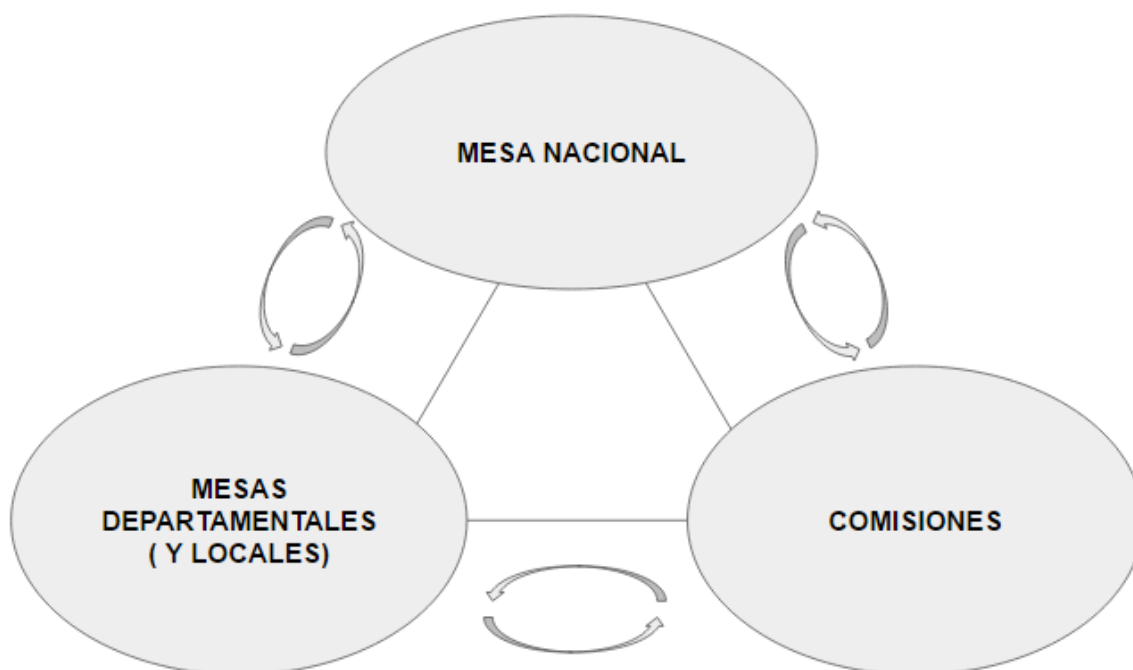 MESA NACIONAL
MESAS
DEPARTAMENTALES
( Y LOCALES)
COMISIONES